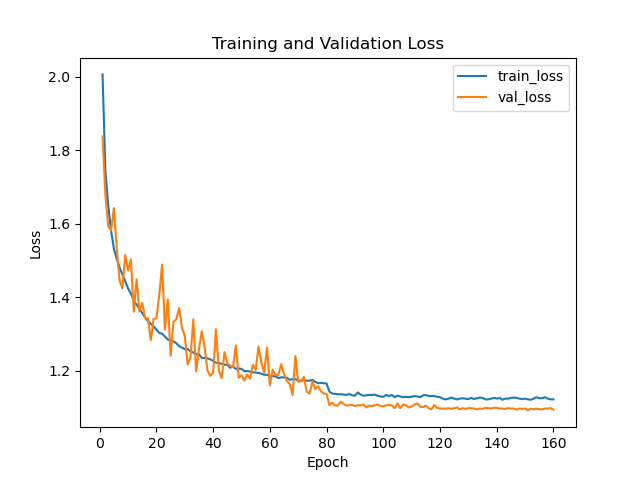 Training and Validation Loss
train_loss
val_loss
2.0
1.8
1.6
1.4
1.2
Loss
0 20 40 60 80 100 120 140 160
Epoch